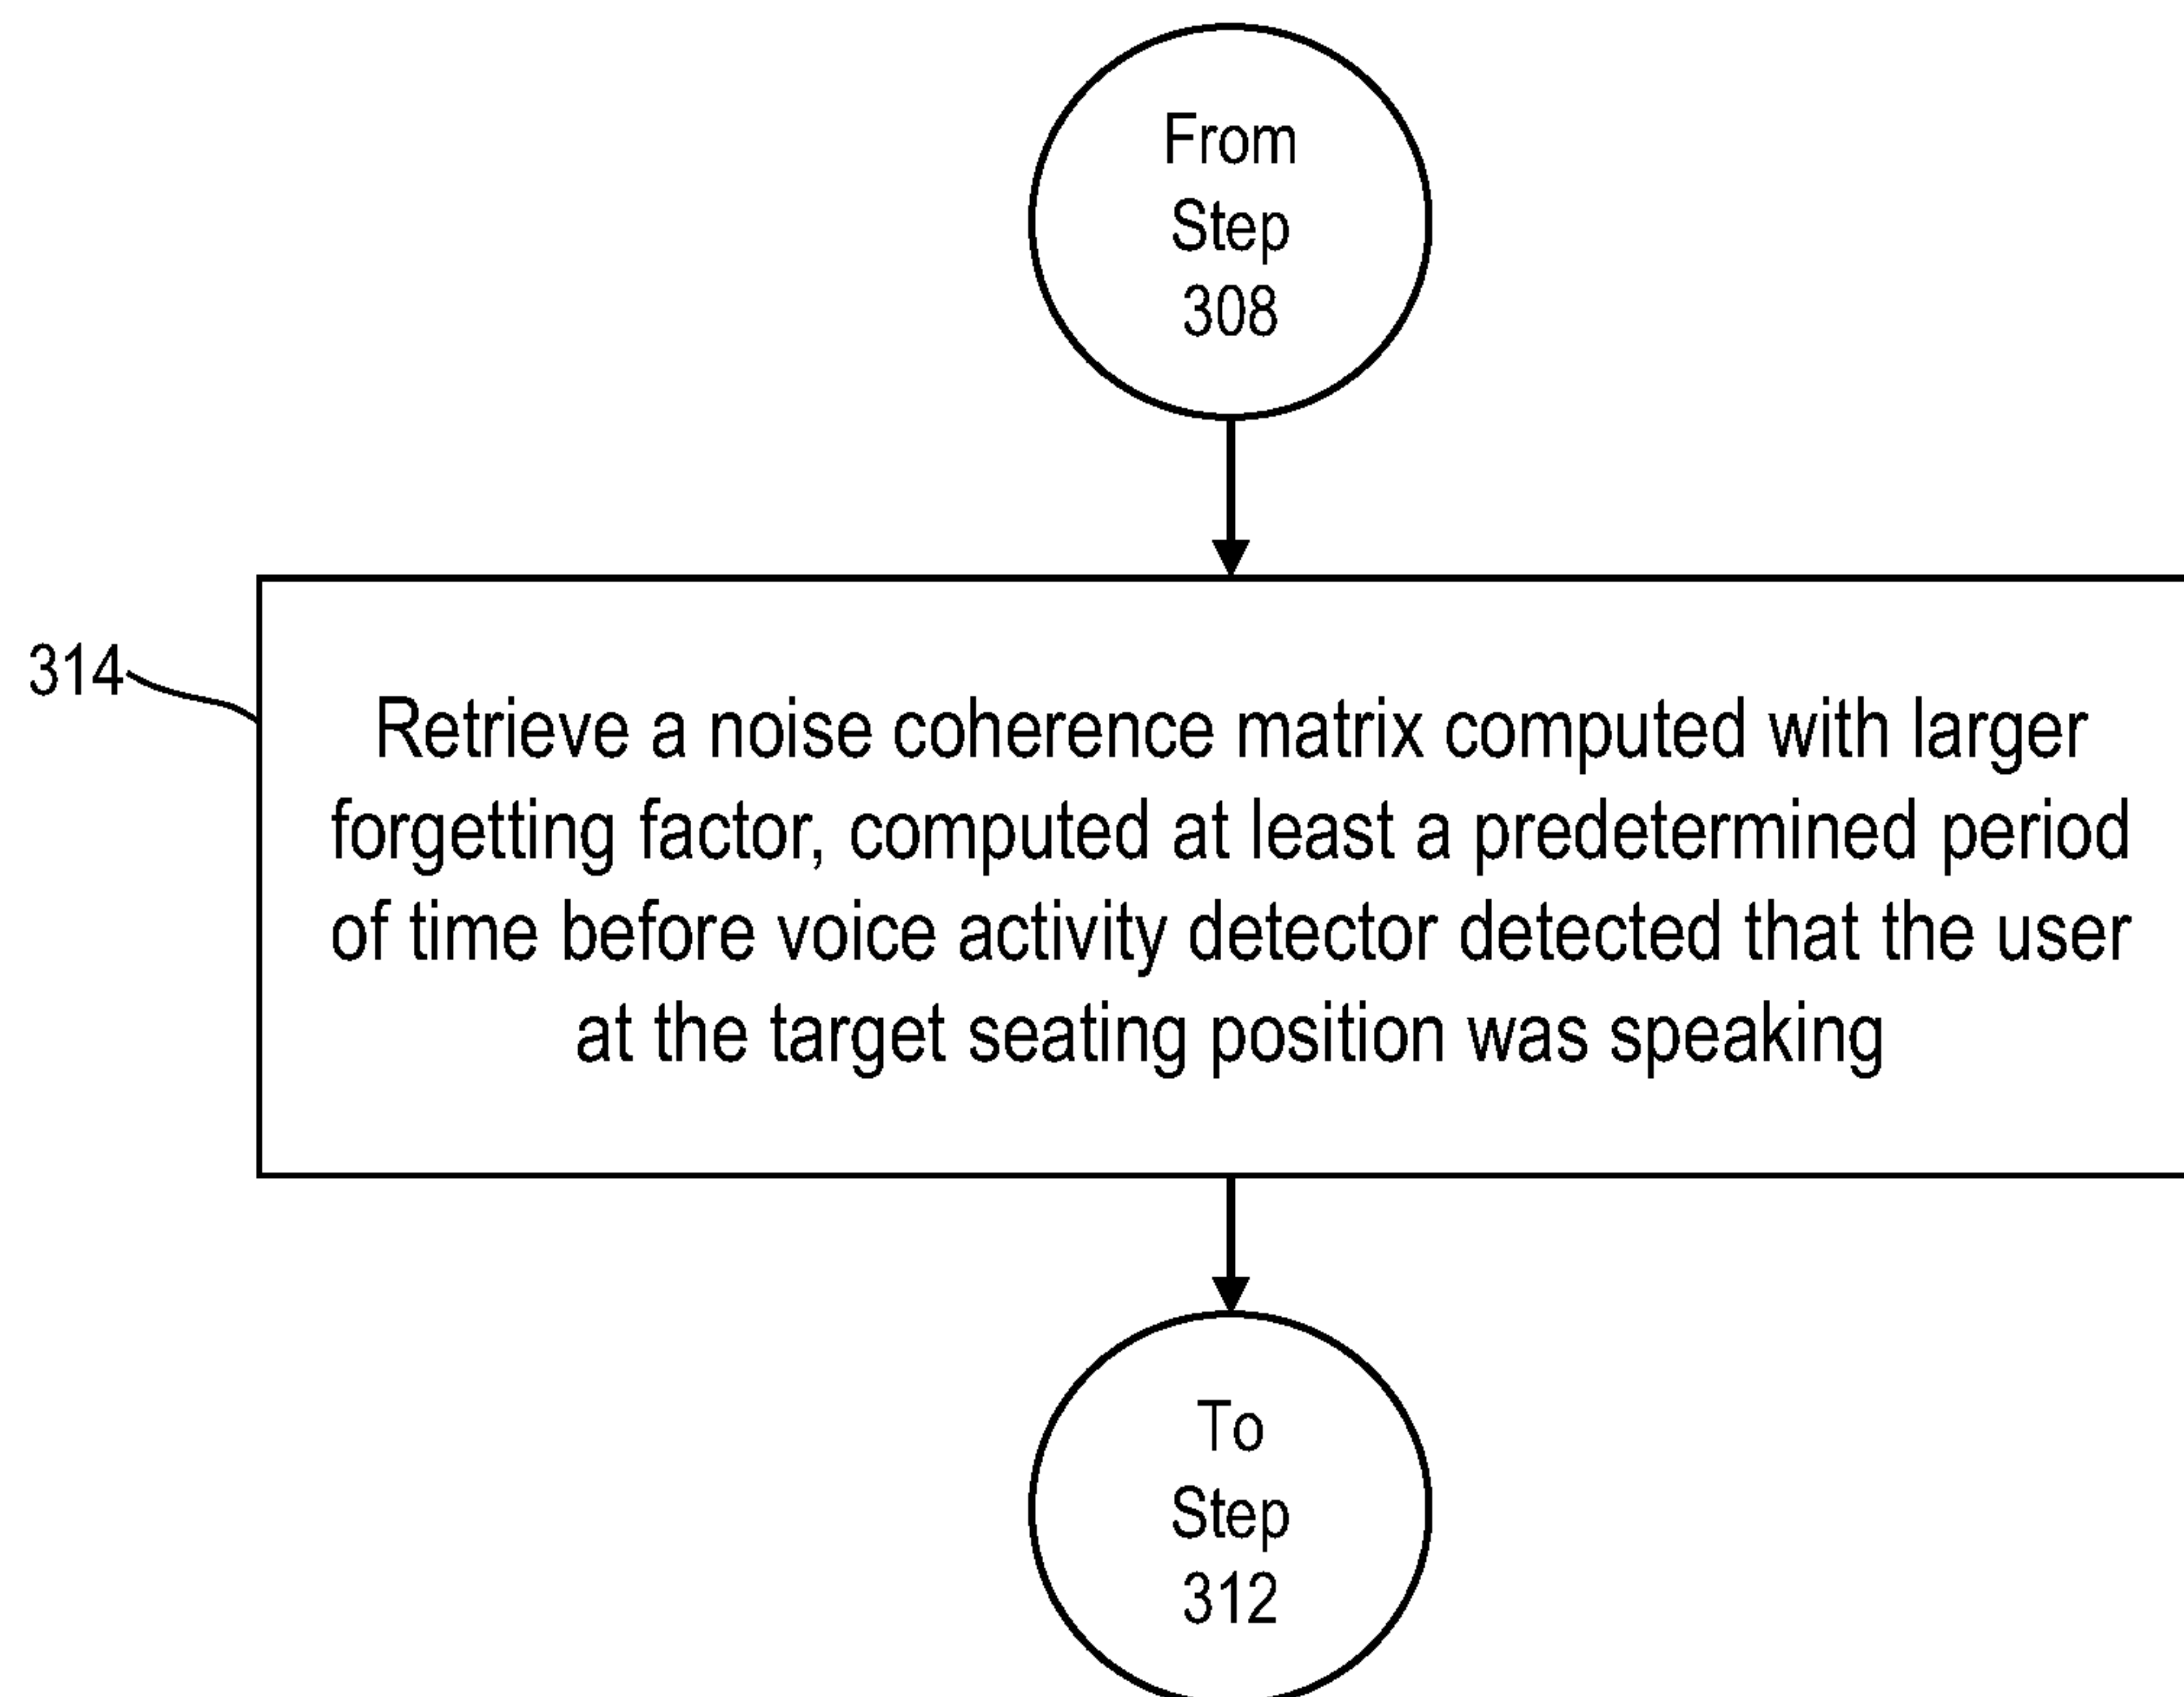 From
Step
308
314
Retrieve a noise coherence matrix computed with larger
forgetting factor, computed at least a predetermined period
of time before voice activity detector detected that the user
at the target seating position was speaking
To
Step
312